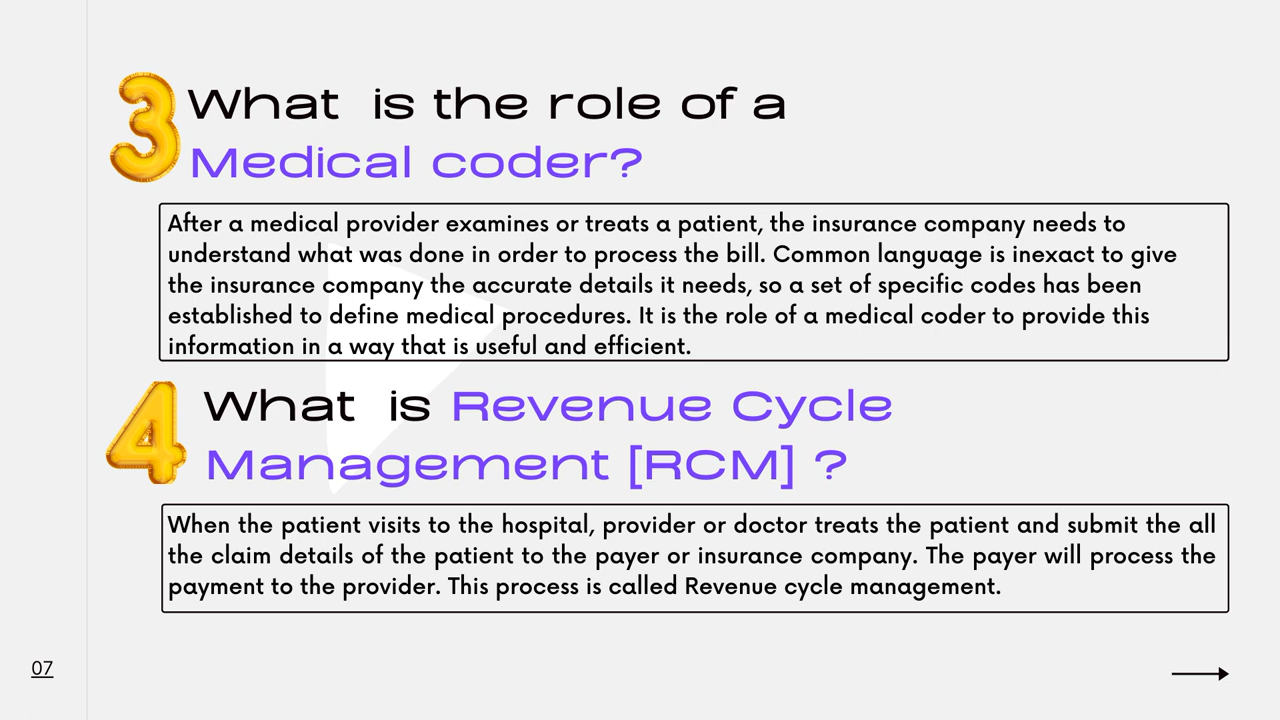 3 What is the role of a
Medical coder?
After a medical provider examines or treats a patient, the insurance company needs to
understand what was done in order to process the bill. Common language is inexact to give
the insurance company the accurate details it needs, so a set of specific codes has been
established to define medical procedures. It is the role of a medical coder to provide this
information in a way that is useful and efficient.
4 What is Revenue Cycle
Management [RCM] ?
When the patient visits to the hospital, provider or doctor treats the patient and submit the all
the claim details of the patient to the payer or insurance company. The payer will process the
payment to the provider. This process is called Revenue cycle management.
07